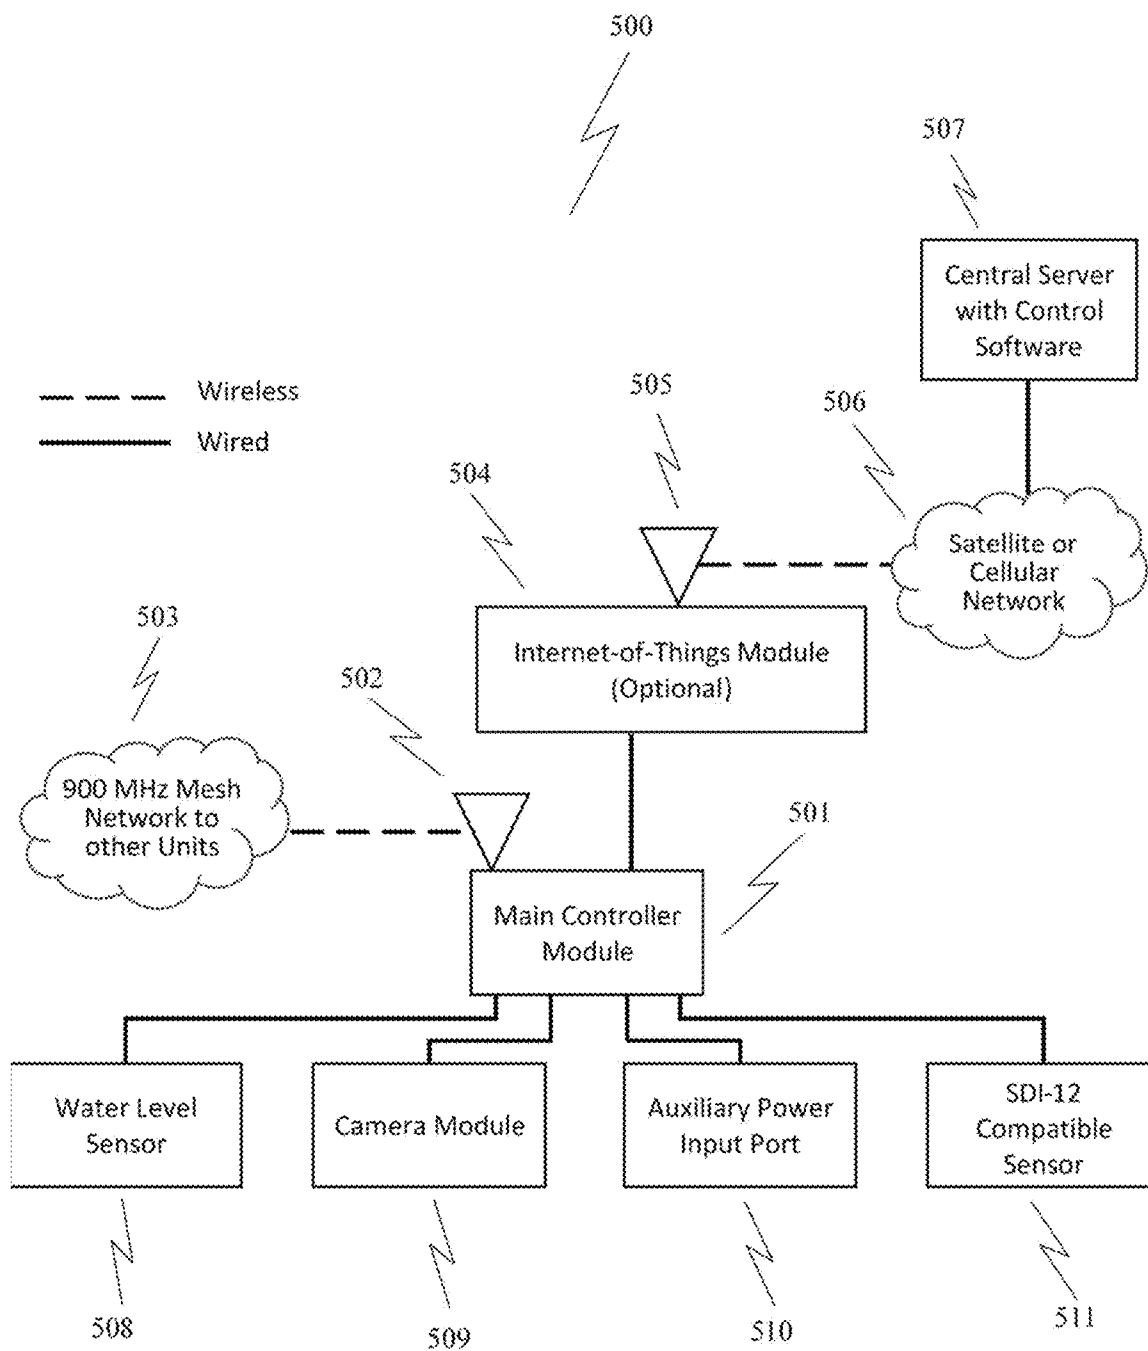 500
507
Central Server
with Control
Software
Wireless
Wired
505
506
504
Satellite or
Cellular
Network
Internet-of-Things Module
(Optional)
503
502
900 MHz Mesh
Network to
other Units
501
Main Controller
Module
Water Level
Sensor
Camera Module
Auxiliary Power
Input Port
SDI-12
Compatible
Sensor
508
509
510
511